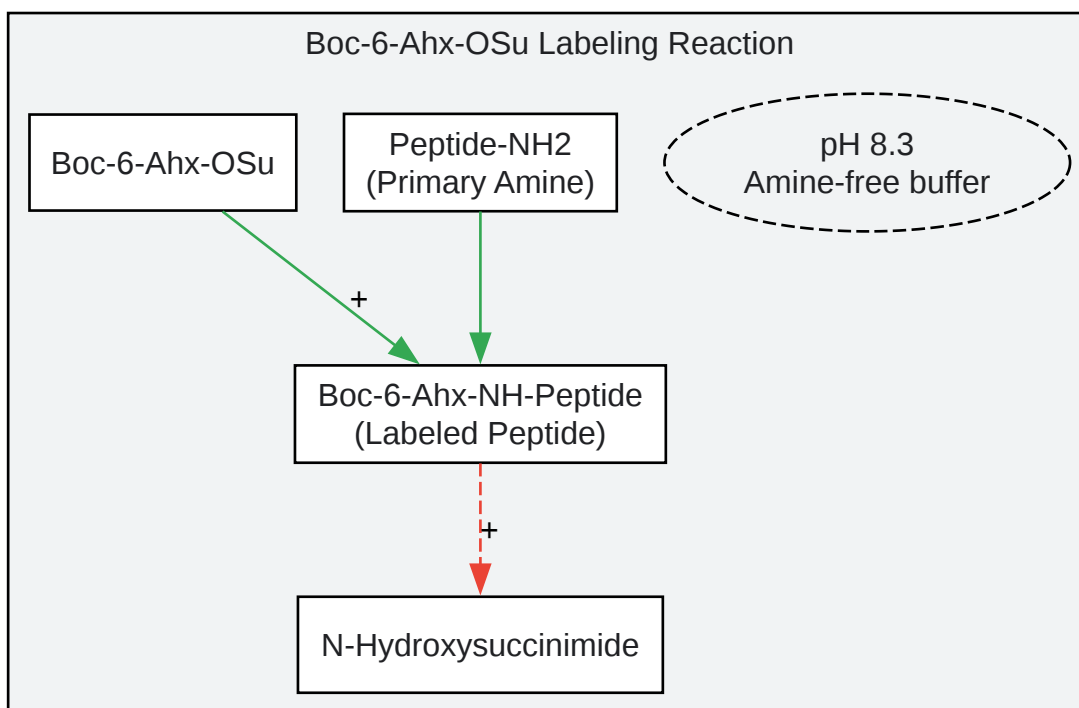 Boc-6-Ahx-OSu Labeling Reaction
Boc-6-Ahx-OSu
Peptide-NH2
(Primary Amine)
pH 8.3
Amine-free buffer
+
Boc-6-Ahx-NH-Peptide
(Labeled Peptide)
+
N-Hydroxysuccinimide